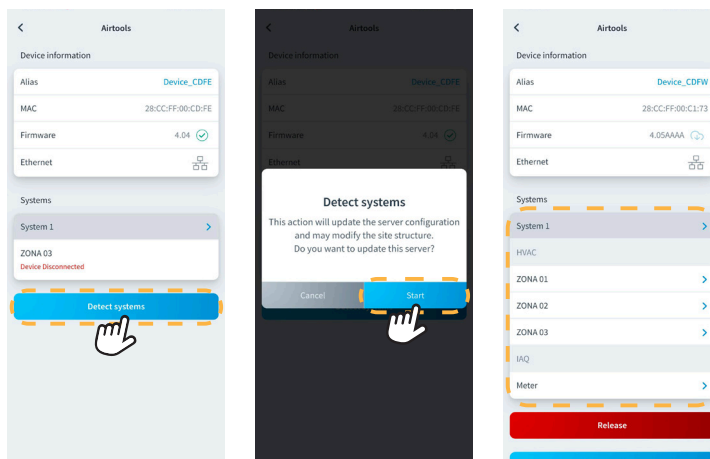 Airtools
Device information
Alias Device_CDFE
MAC 28:CC:FF:00:CD:FE
Firmware 4.04
Ethernet
Systems
System 1
ZONA 03
Device Disconnected
Detect systems
Airtools
Device information
Alias Device_CDFE
MAC 28:CC:FF:00:CD:FE
Firmware 4.04
Ethernet
Detect systems
This action will update the server configuration
and may modify the site structure.
Do you want to update this server?
Cancel Start
Airtools
Device information
Alias Device_CDFW
MAC 28:CC:FF:00:C1:73
Firmware 4.05AAAA
Ethernet
Systems
System 1
HVAC
ZONA 01
ZONA 02
ZONA 03
IAQ
Meter
Release